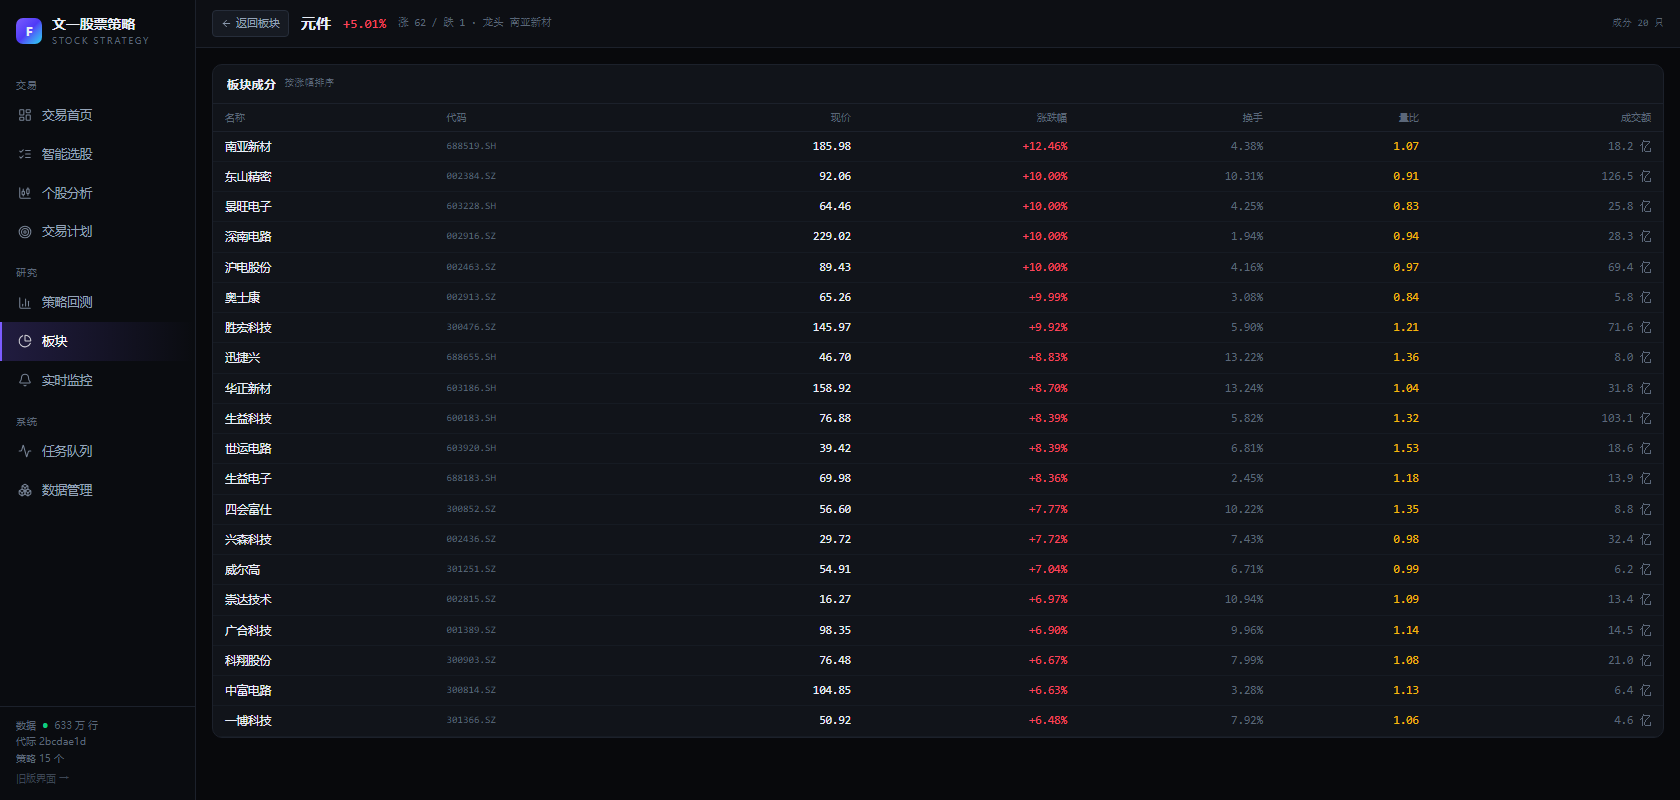 F
文一股票策略
STOCK STRATEGY
交易
交易首页
智能选股
个股分析
交易计划
研究
策略回测
板块
实时监控
系统
任务队列
数据管理
数据 ● 633 万 行
代际 2bcdae1d
策略 15 个
旧版界面 →
← 返回板块 元件 +5.01% 涨 62 / 跌 1 · 龙头 南亚新材 成分 20 只
板块成分 按涨幅排序
名称 代码 现价 涨跌幅 换手 量比 成交额
南亚新材 688519.SH 185.98 +12.46% 4.38% 1.07 18.2 亿
东山精密 002384.SZ 92.06 +10.00% 10.31% 0.91 126.5 亿
景旺电子 603228.SH 64.46 +10.00% 4.25% 0.83 25.8 亿
深南电路 002916.SZ 229.02 +10.00% 1.94% 0.94 28.3 亿
沪电股份 002463.SZ 89.43 +10.00% 4.16% 0.97 69.4 亿
奥士康 002913.SZ 65.26 +9.99% 3.08% 0.84 5.8 亿
胜宏科技 300476.SZ 145.97 +9.92% 5.90% 1.21 71.6 亿
迅捷兴 688655.SH 46.70 +8.83% 13.22% 1.36 8.0 亿
华正新材 603186.SH 158.92 +8.70% 13.24% 1.04 31.8 亿
生益科技 600183.SH 76.88 +8.39% 5.82% 1.32 103.1 亿
世运电路 603920.SH 39.42 +8.39% 6.81% 1.53 18.6 亿
生益电子 688183.SH 69.98 +8.36% 2.45% 1.18 13.9 亿
四会富仕 300852.SZ 56.60 +7.77% 10.22% 1.35 8.8 亿
兴森科技 002436.SZ 29.72 +7.72% 7.43% 0.98 32.4 亿
威尔高 301251.SZ 54.91 +7.04% 6.71% 0.99 6.2 亿
崇达技术 002815.SZ 16.27 +6.97% 10.94% 1.09 13.4 亿
广合科技 001389.SZ 98.35 +6.90% 9.96% 1.14 14.5 亿
科翔股份 300903.SZ 76.48 +6.67% 7.99% 1.08 21.0 亿
中富电路 300814.SZ 104.85 +6.63% 3.28% 1.13 6.4 亿
一博科技 301366.SZ 50.92 +6.48% 7.92% 1.06 4.6 亿